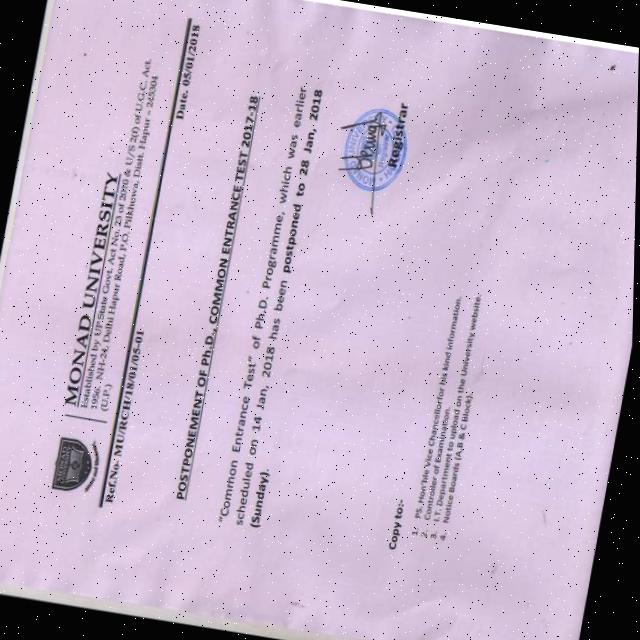 MONAD UNIVERSITY
Established by UP State Govt. Act No. 23 of 2010 & U/S 2(f) of U.G.C. Act.
1956. NH-24, Delhi Hapur Road, P.O. Pilkhuwa, Distt. Hapur - 245304
(U.P.)
Ref.No. MU/RCH/18/01/05-01 Date. 05/01/2018
POSTPONEMENT OF Ph.D. COMMON ENTRANCE TEST 2017-18
"Common Entrance Test" of Ph.D. Programme, which was earlier
scheduled on 14 Jan, 2018 has been postponed to 28 Jan, 2018
(Sunday).
Registrar
Copy to:-
1. PS. Hon'ble Vice Chancellor for his kind information.
2. Controller of Examination.
3. I.T. Department to upload on the University website.
4. Notice Boards (A,B & C Block).